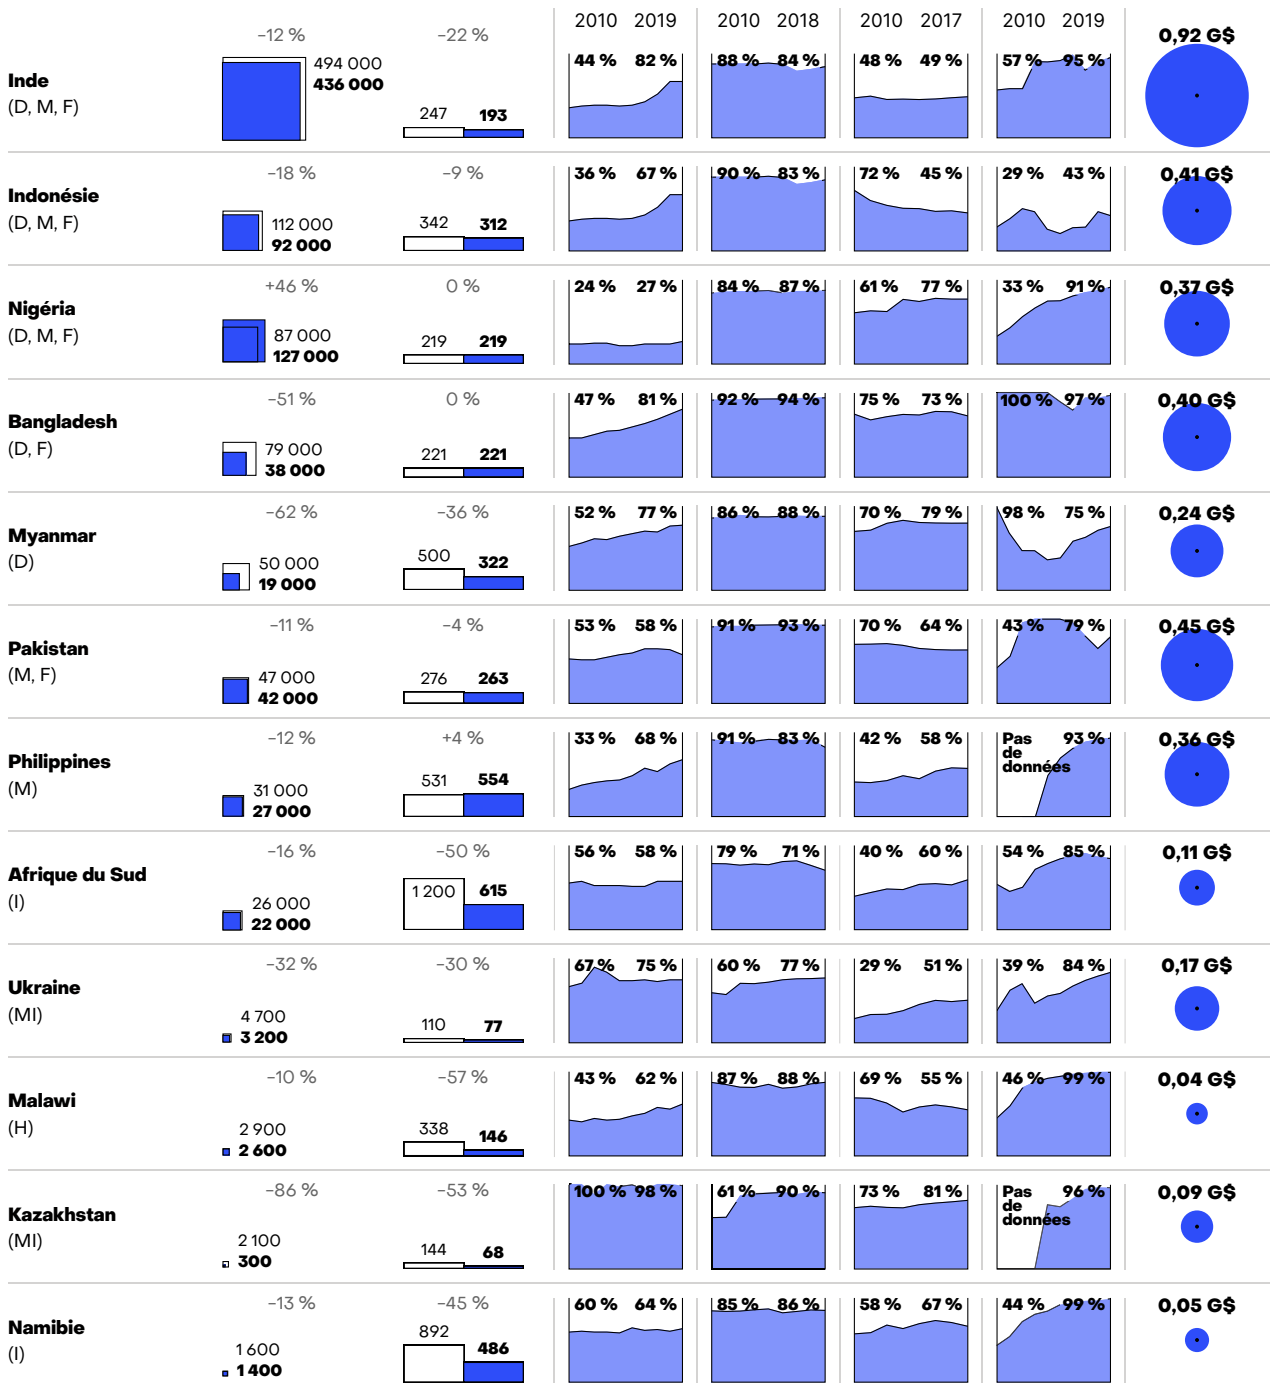 2010 2019 2010 2018 2010 2017 2010 2019
Inde
(D, M, F)
-12 %
494 000
436 000
-22 %
247 193
44 % 82 % 88 % 84 % 48 % 49 % 57 % 95 %
0,92 G$
Indonésie
(D, M, F)
-18 %
112 000
92 000
-9 %
342 312
36 % 67 % 90 % 83 % 72 % 45 % 29 % 43 %
0,41 G$
Nigéria
(D, M, F)
+46 %
87 000
127 000
0 %
219 219
24 % 27 % 84 % 87 % 61 % 77 % 33 % 91 %
0,37 G$
Bangladesh
(D, F)
-51 %
79 000
38 000
0 %
221 221
47 % 81 % 92 % 94 % 75 % 73 % 100 % 97 %
0,40 G$
Myanmar
(D)
-62 %
50 000
19 000
-36 %
500 322
52 % 77 % 86 % 88 % 70 % 79 % 98 % 75 %
0,24 G$
Pakistan
(M, F)
-11 %
47 000
42 000
-4 %
276 263
53 % 58 % 91 % 93 % 70 % 64 % 43 % 79 %
0,45 G$
Philippines
(M)
-12 %
31 000
27 000
+4 %
531 554
33 % 68 % 91 % 83 % 42 % 58 % Pas 93 %
de
données
0,36 G$
Afrique du Sud
(I)
-16 %
26 000
22 000
-50 %
1 200 615
56 % 58 % 79 % 71 % 40 % 60 % 54 % 85 %
0,11 G$
Ukraine
(MI)
-32 %
4 700
3 200
-30 %
110 77
67 % 75 % 60 % 77 % 29 % 51 % 39 % 84 %
0,17 G$
Malawi
(H)
-10 %
2 900
2 600
-57 %
338 146
43 % 62 % 87 % 88 % 69 % 55 % 46 % 99 %
0,04 G$
Kazakhstan
(MI)
-86 %
2 100
300
-53 %
144 68
100 % 98 % 61 % 90 % 73 % 81 % Pas 96 %
de
données
0,09 G$
Namibie
(I)
-13 %
1 600
1 400
-45 %
892 486
60 % 64 % 85 % 86 % 58 % 67 % 44 % 99 %
0,05 G$